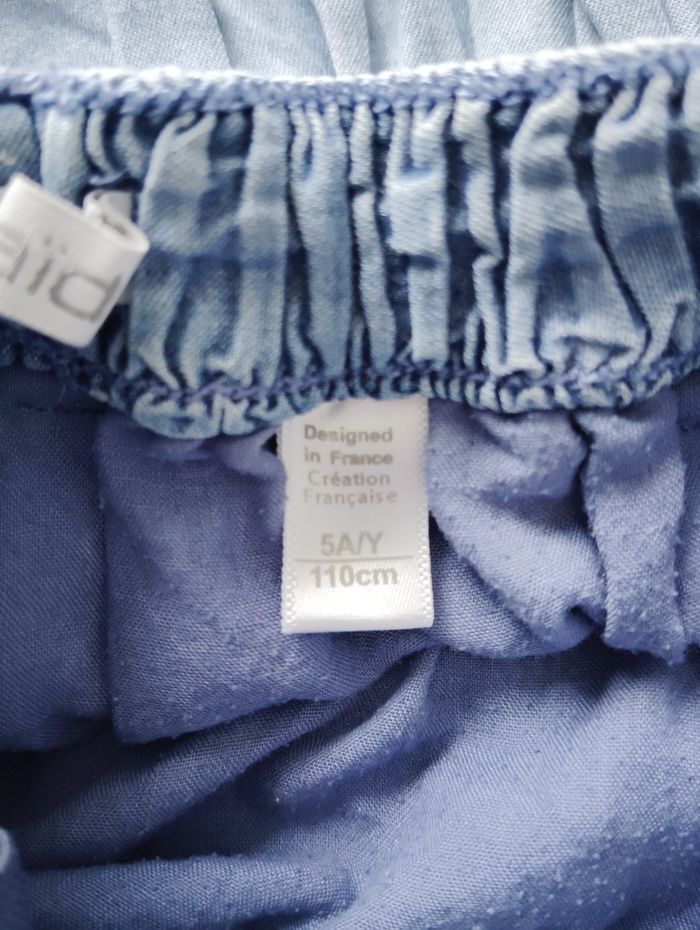 Designed
in France
Création
Française
5A/Y
110cm